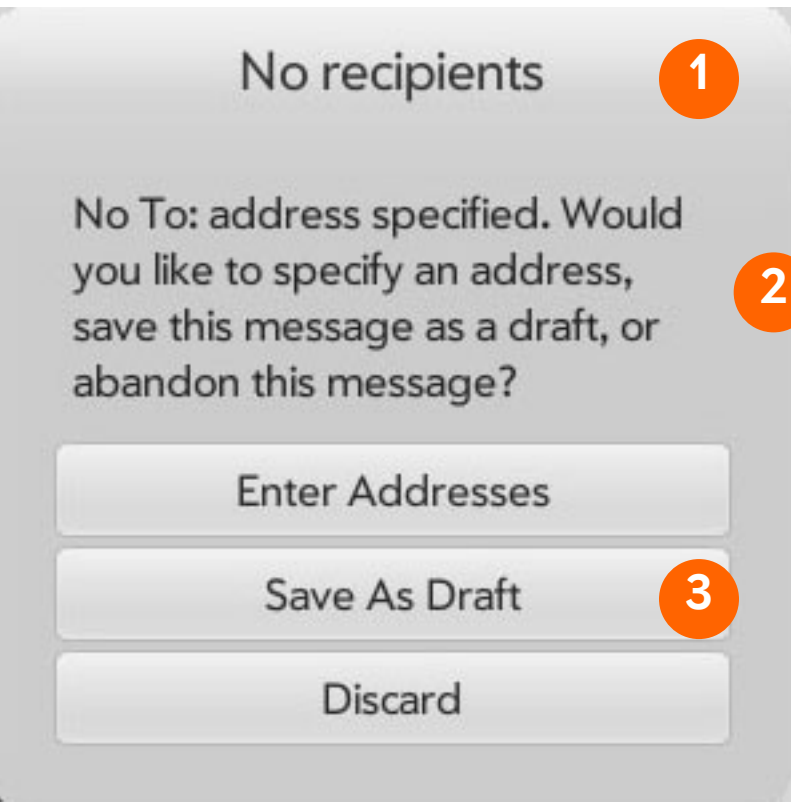 No recipients 1
No To: address specified. Would
you like to specify an address, 2
save this message as a draft, or
abandon this message?
Enter Addresses
Save As Draft 3
Discard